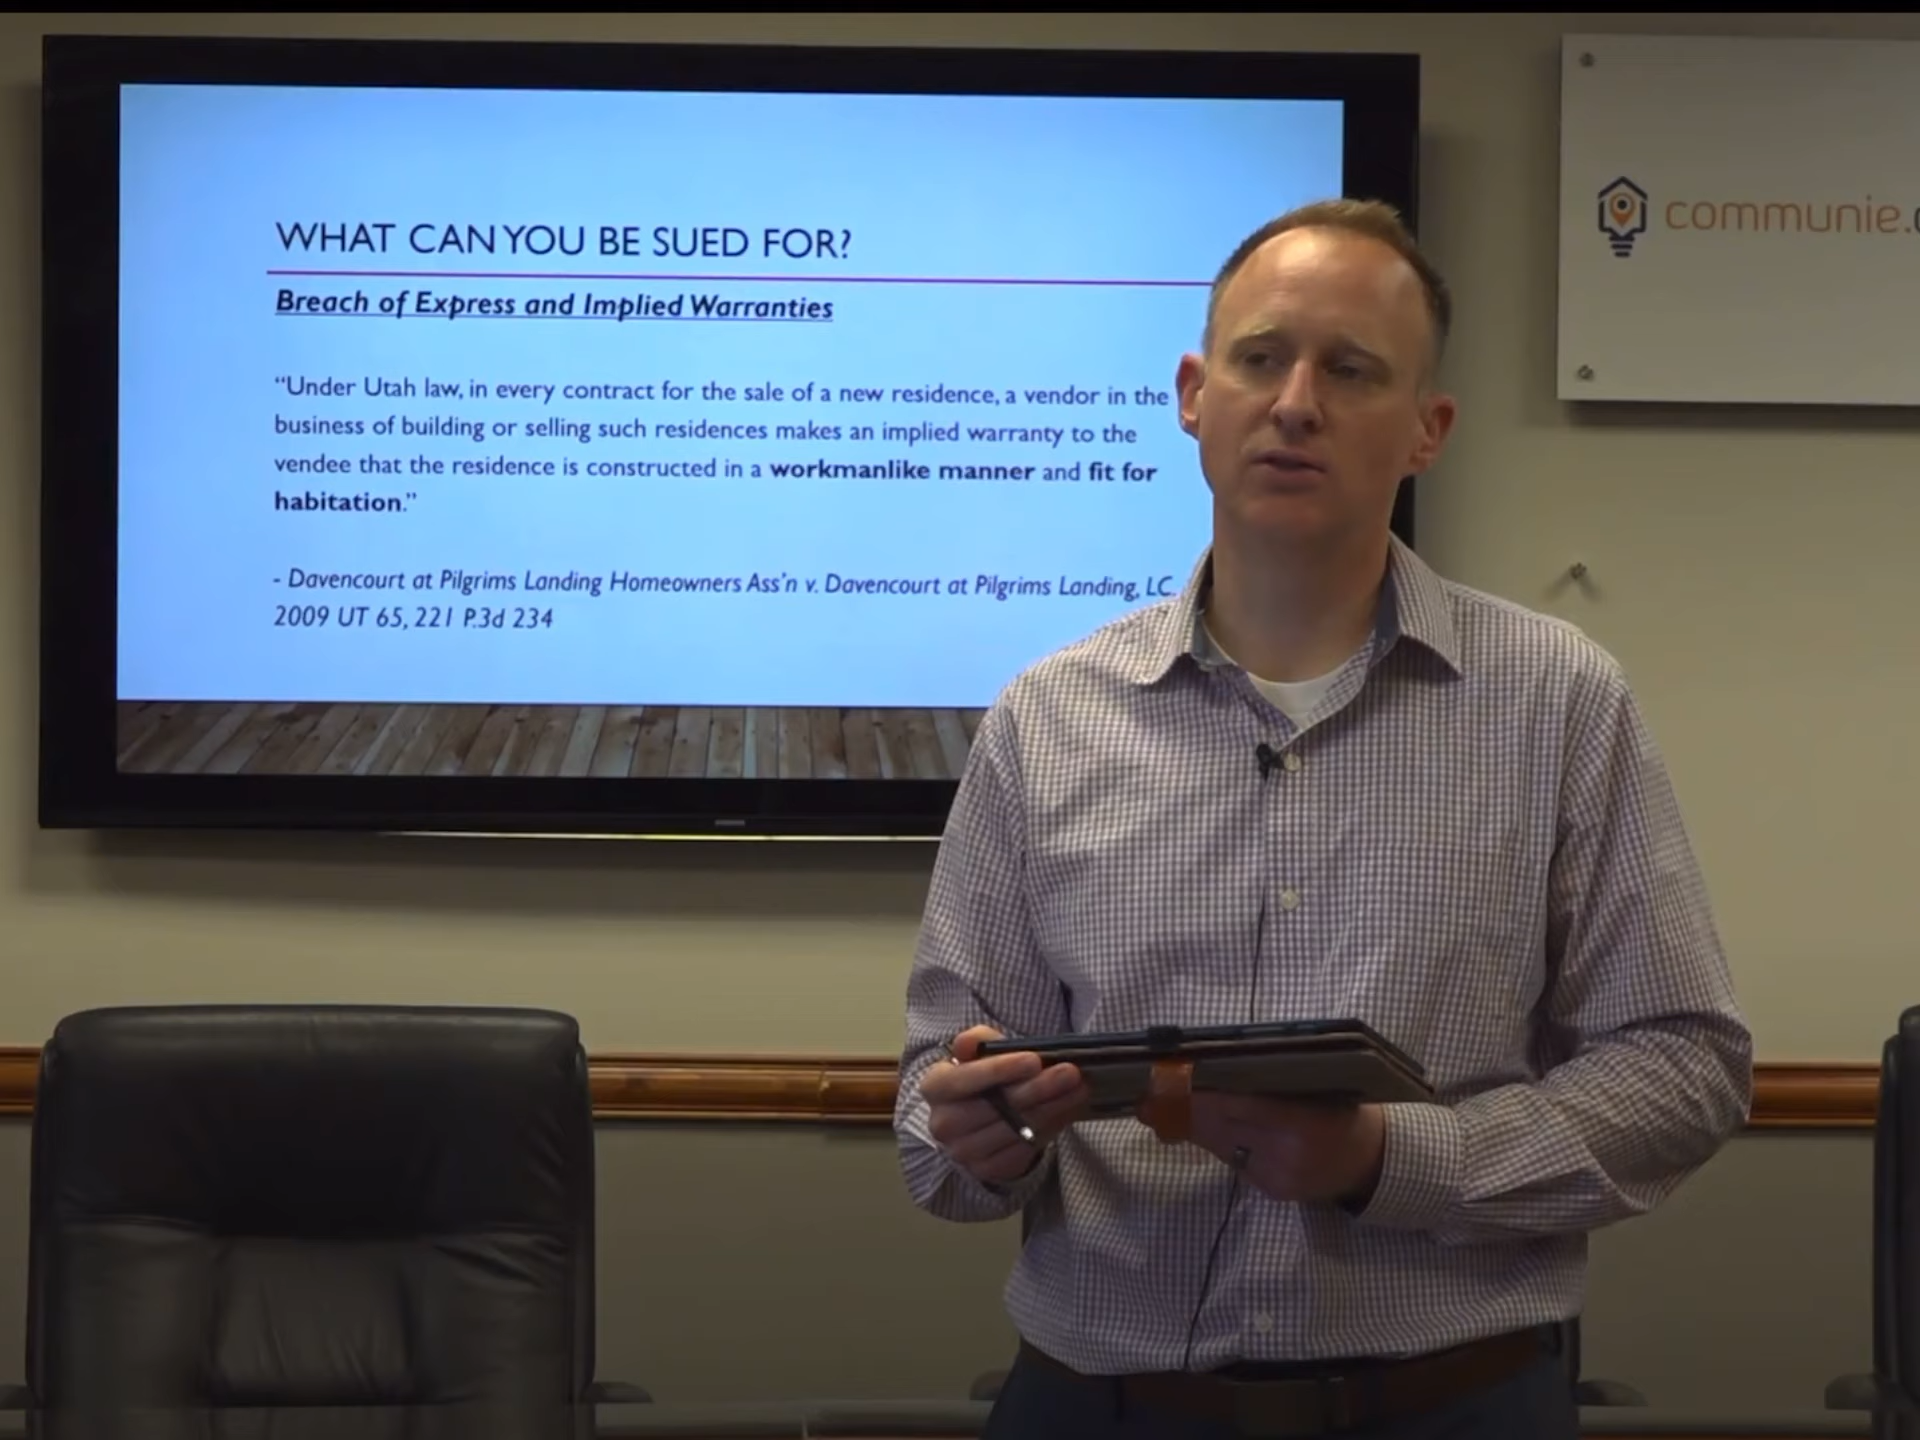 WHAT CAN YOU BE SUED FOR?
Breach of Express and Implied Warranties
“Under Utah law, in every contract for the sale of a new residence, a vendor in the
business of building or selling such residences makes an implied warranty to the
vendee that the residence is constructed in a workmanlike manner and fit for
habitation.”
- Davencourt at Pilgrims Landing Homeowners Ass’n v. Davencourt at Pilgrims Landing, LC.
2009 UT 65, 221 P.3d 234
communie.